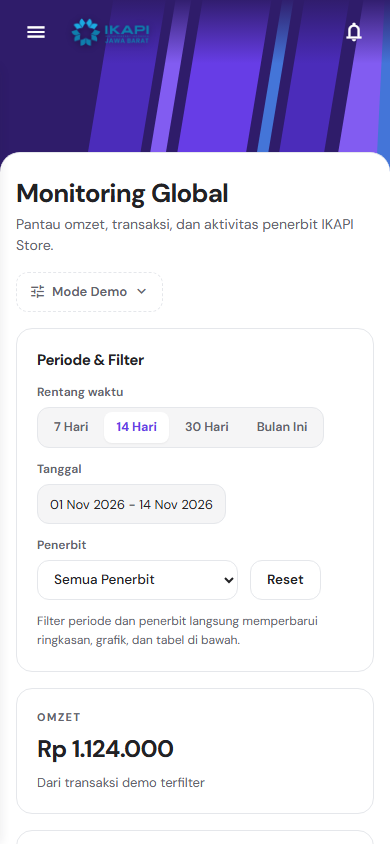 IKAPI
JAWA BARAT
Monitoring Global
Pantau omzet, transaksi, dan aktivitas penerbit IKAPI
Store.
Mode Demo
Periode & Filter
Rentang waktu
7 Hari 14 Hari 30 Hari Bulan Ini
Tanggal
01 Nov 2026 - 14 Nov 2026
Penerbit
Semua Penerbit Reset
Filter periode dan penerbit langsung memperbarui
ringkasan, grafik, dan tabel di bawah.
OMZET
Rp 1.124.000
Dari transaksi demo terfilter